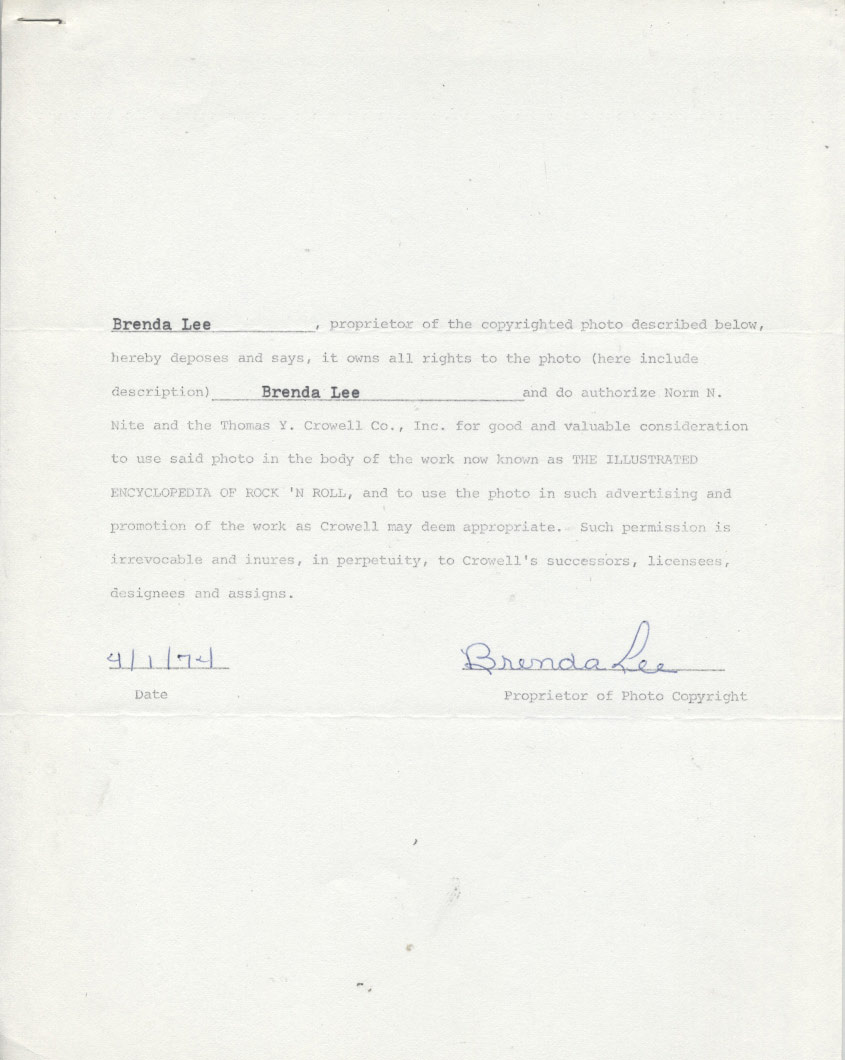 Brenda Lee, proprietor of the copyrighted photo described below,
hereby deposes and says, it owns all rights to the photo (here include
description) Brenda Lee and do authorize Norm N.
Nite and the Thomas Y. Crowell Co., Inc. for good and valuable consideration
to use said photo in the body of the work now known as THE ILLUSTRATED
ENCYCLOPEDIA OF ROCK 'N ROLL, and to use the photo in such advertising and
promotion of the work as Crowell may deem appropriate. Such permission is
irrevocable and inures, in perpetuity, to Crowell's successors, licensees,
designees and assigns.
4/1/74 Brenda Lee
Date Proprietor of Photo Copyright